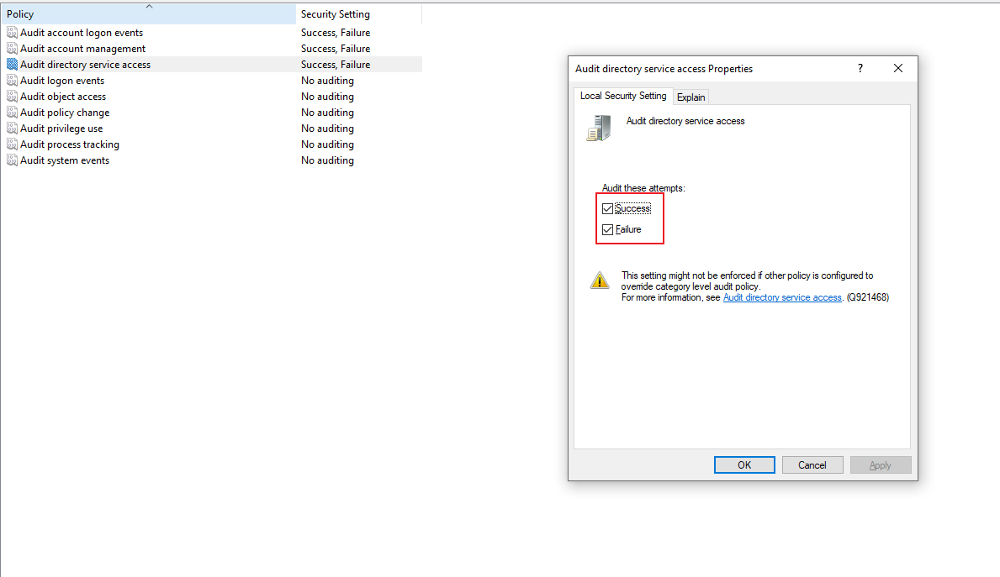 Policy Security Setting
Audit account logon events Success, Failure
Audit account management Success, Failure
Audit directory service access Success, Failure
Audit logon events No auditing
Audit object access No auditing
Audit policy change No auditing
Audit privilege use No auditing
Audit process tracking No auditing
Audit system events No auditing
Audit directory service access Properties ?
Local Security Setting Explain
Audit directory service access
Audit these attempts:
Success
Failure
This setting might not be enforced if other policy is configured to
override category level audit policy.
For more information, see Audit directory service access. (Q921468)
OK Cancel Apply